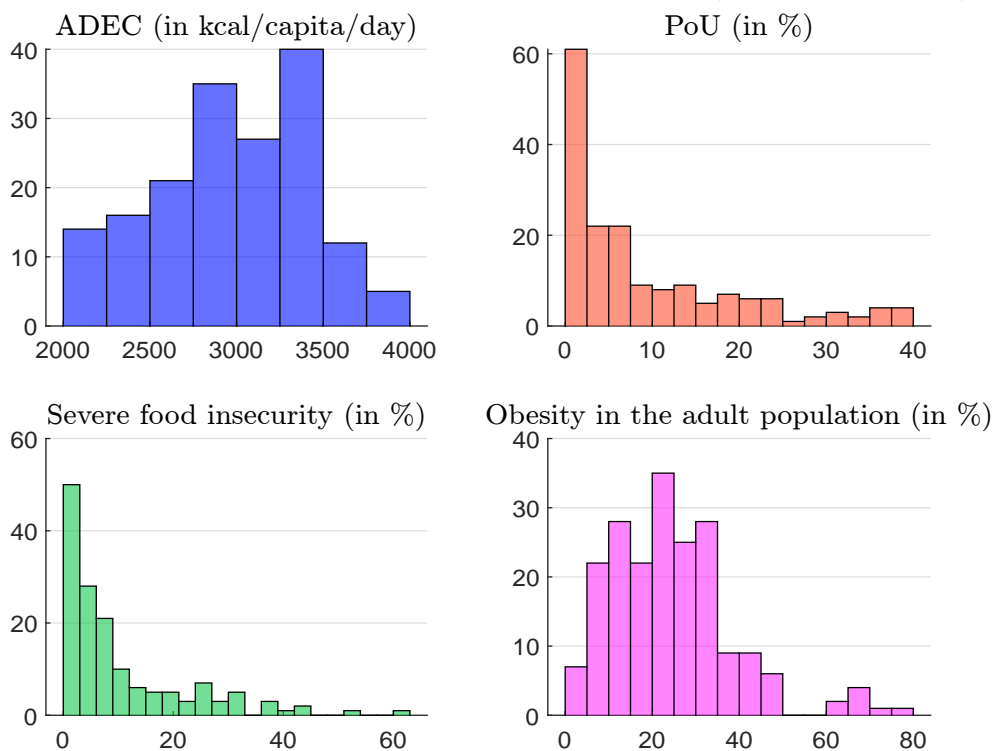 ADEC (in kcal/capita/day)
40
30
20
10
0
2000 2500 3000 3500 4000
PoU (in %)
60
40
20
0
0 10 20 30 40
Severe food insecurity (in %)
60
40
20
0
0 20 40 60
Obesity in the adult population (in %)
40
30
20
10
0
0 20 40 60 80